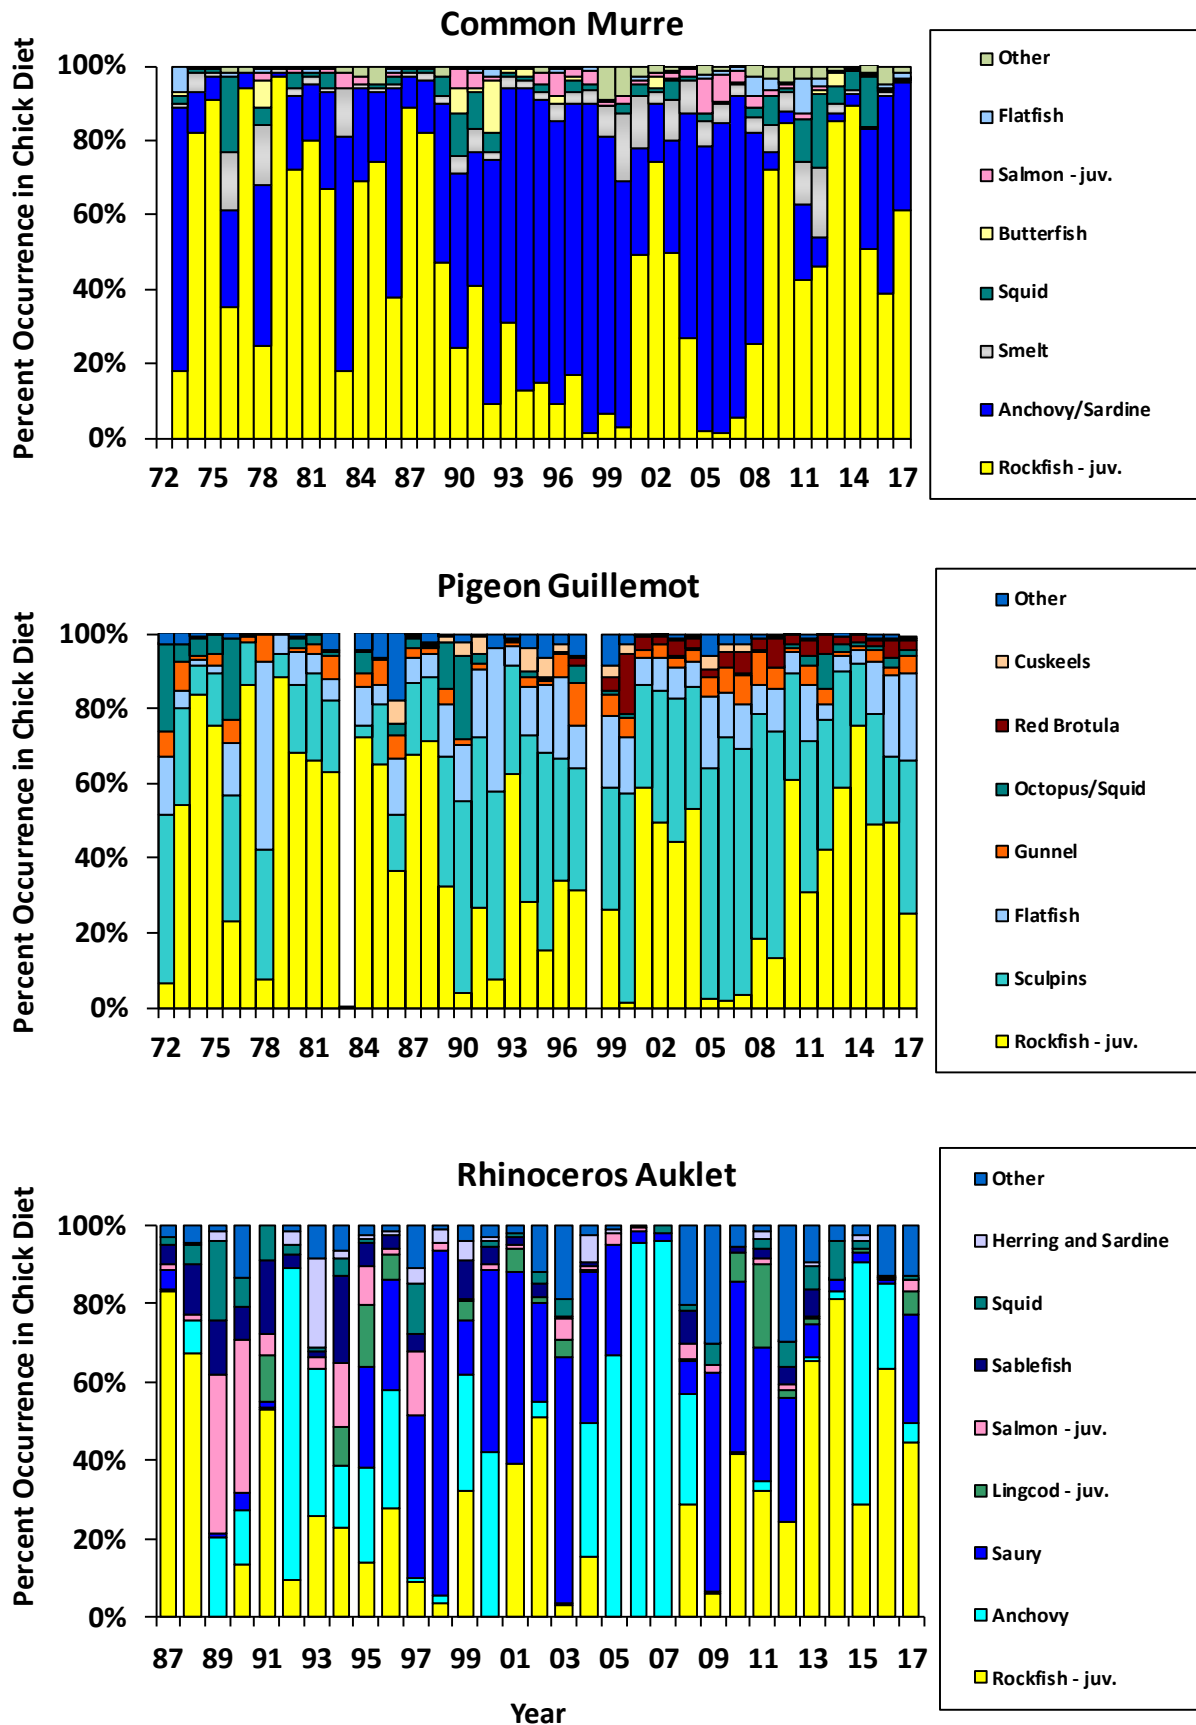 Common Murre
Percent Occurrence in Chick Diet
100%
80%
60%
40%
20%
0%
72 75 78 81 84 87 90 93 96 99 02 05 08 11 14 17
Other
Flatfish
Salmon - juv.
Butterfish
Squid
Smelt
Anchovy/Sardine
Rockfish - juv.
Pigeon Guillemot
Percent Occurrence in Chick Diet
100%
80%
60%
40%
20%
0%
72 75 78 81 84 87 90 93 96 99 02 05 08 11 14 17
Other
Cuskeels
Red Brotula
Octopus/Squid
Gunnel
Flatfish
Sculpins
Rockfish - juv.
Rhinoceros Auklet
Percent Occurrence in Chick Diet
100%
80%
60%
40%
20%
0%
87 89 91 93 95 97 99 01 03 05 07 09 11 13 15 17
Year
Other
Herring and Sardine
Squid
Sablefish
Salmon - juv.
Lingcod - juv.
Saury
Anchovy
Rockfish - juv.